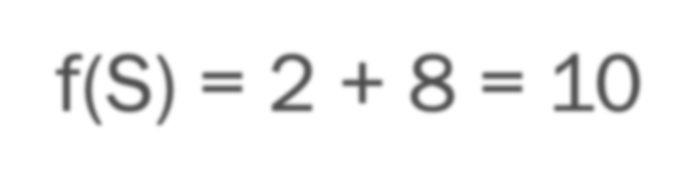 f(S) = 2 + 8 = 10